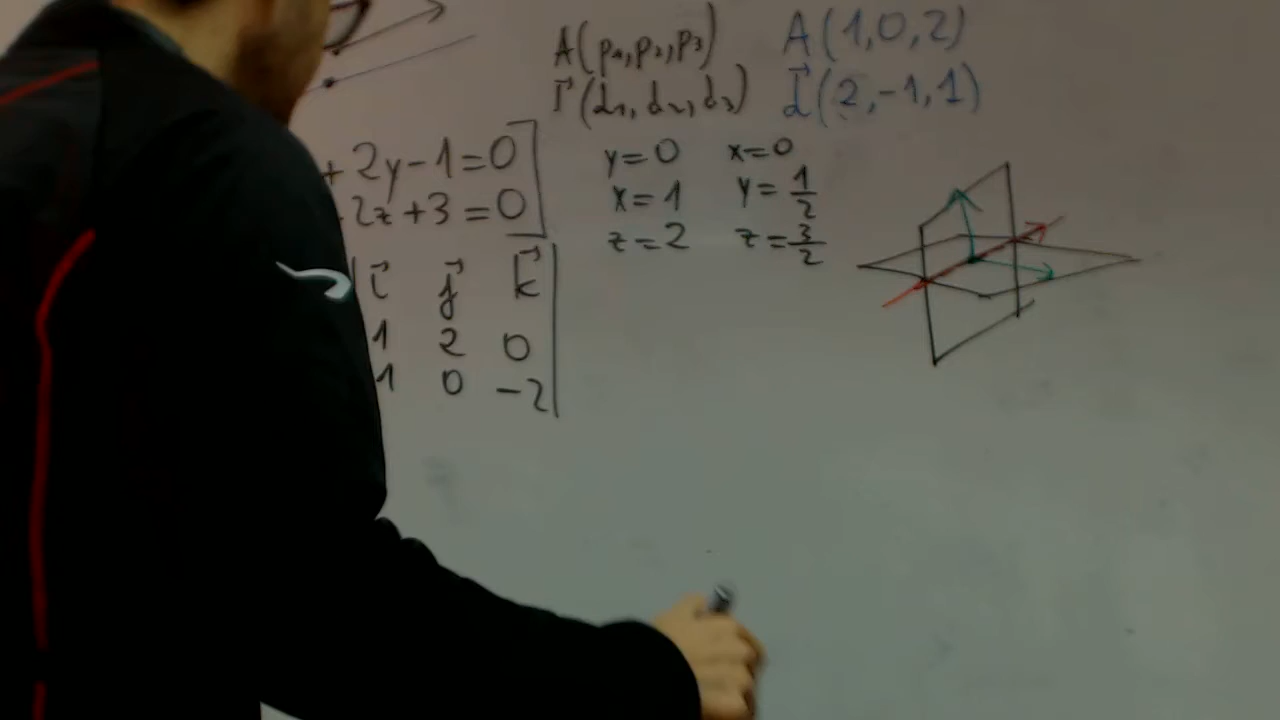 A(p₁,p₂,p₃) A(1,0,2)
r⃗(d₁,d₂,d₃) d⃗(2,-1,1)
+2y-1=0
2z+3=0
y=0 x=0
x=1 y=1/2
z=2 z=3/2
i⃗ j⃗ k⃗
1 2 0
1 0 -2